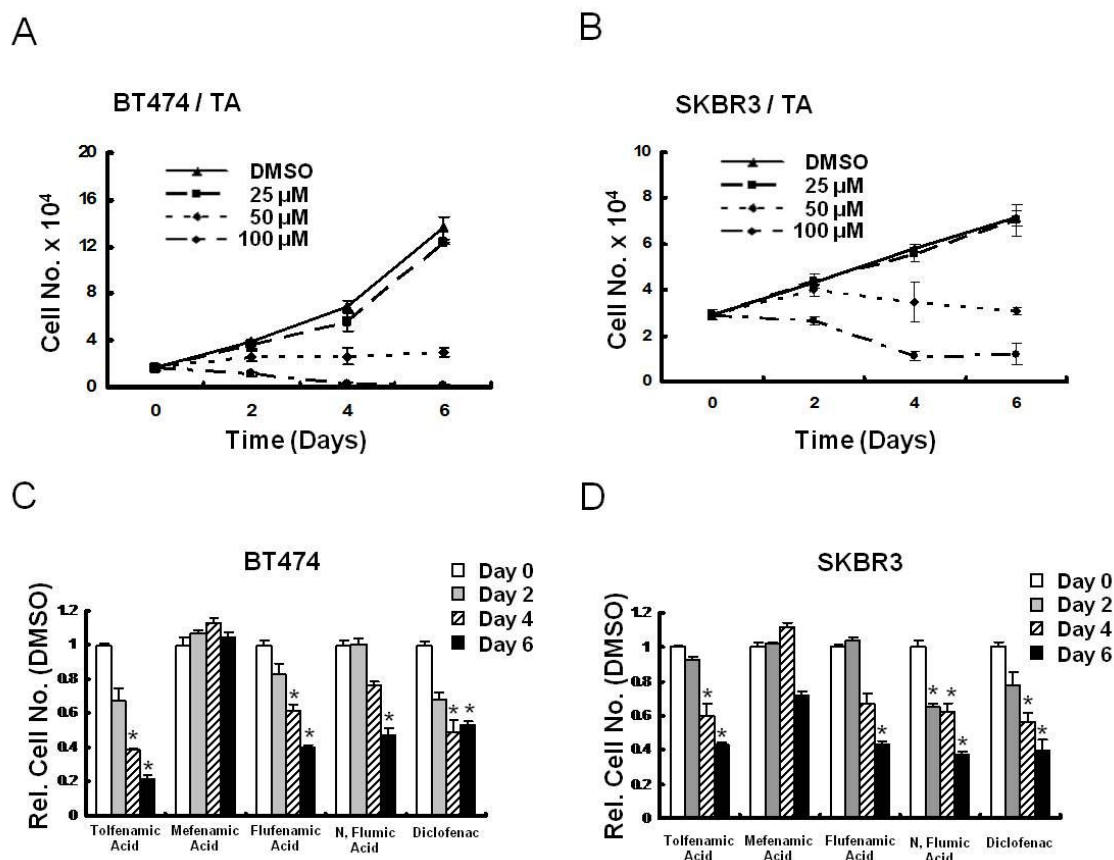 A
BT474 / TA
20
16
12
8
4
0
Cell No. x 10⁴
DMSO
25 µM
50 µM
100 µM
0 2 4 6
Time (Days)
B
SKBR3 / TA
10
8
6
4
2
0
Cell No. x 10⁴
DMSO
25 µM
50 µM
100 µM
0 2 4 6
Time (Days)
C
BT474
Day 0
Day 2
Day 4
Day 6
1.2
1
0.8
0.6
0.4
0.2
0
Rel. Cell No. (DMSO)
* * * * * * *
Tolfenamic Mefenamic Flufenamic N, Flumic Diclofenac
Acid Acid Acid Acid
D
SKBR3
Day 0
Day 2
Day 4
Day 6
1.2
1
0.8
0.6
0.4
0.2
0
Rel. Cell No. (DMSO)
* * * * * * * *
Tolfenamic Mefenamic Flufenamic N, Flumic Diclofenac
Acid Acid Acid Acid